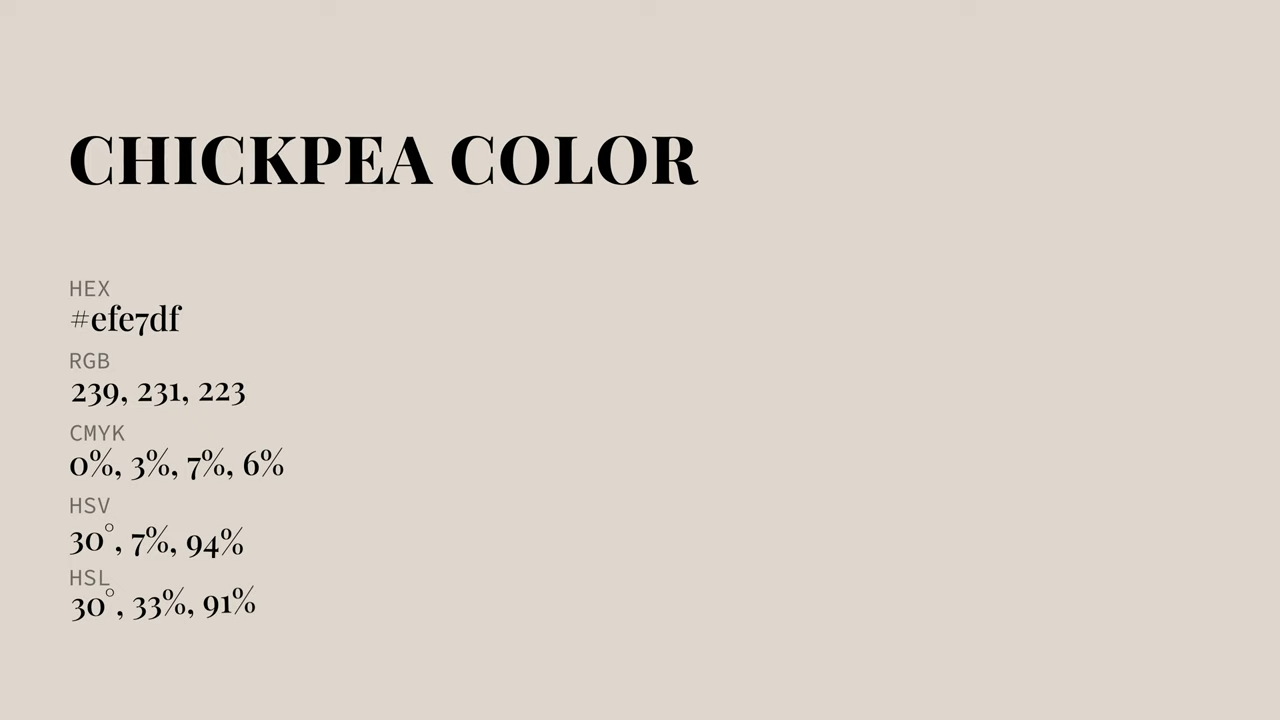 CHICKPEA COLOR
HEX
#efe7df
RGB
239, 231, 223
CMYK
0%, 3%, 7%, 6%
HSV
30°, 7%, 94%
HSL
30°, 33%, 91%